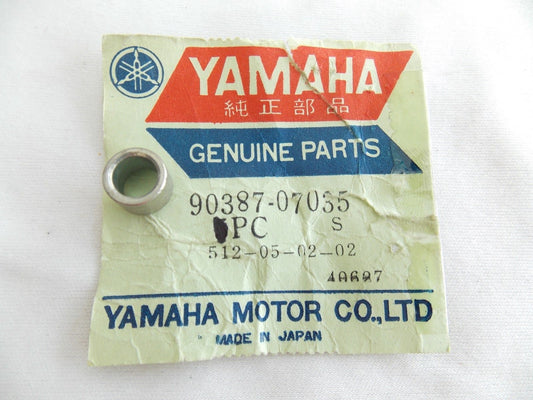 YAMAHA
純正部品
GENUINE PARTS
90387-07035
PC S
512-05-02-02
YAMAHA MOTOR CO.,LTD
MADE IN JAPAN